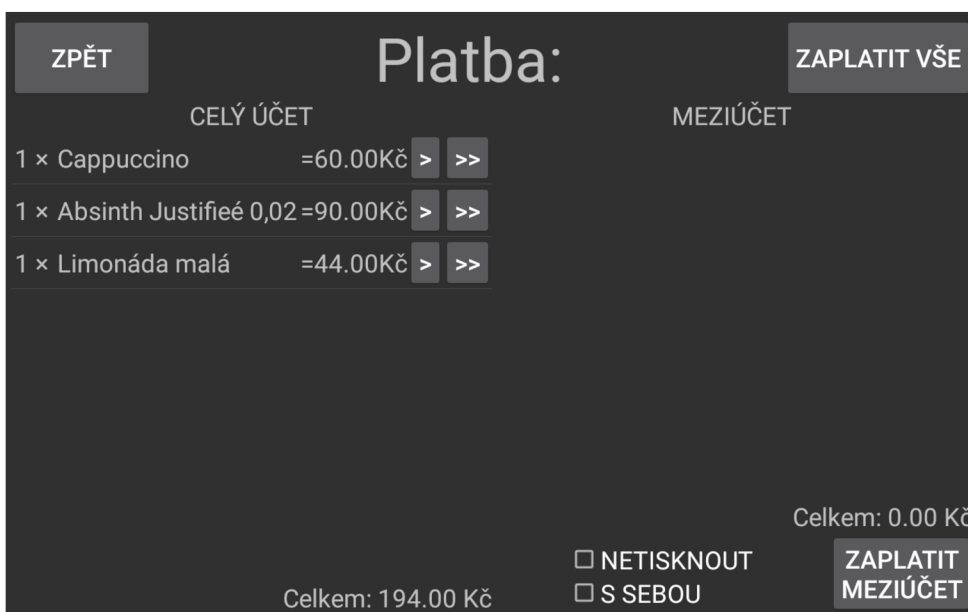 ZPĚT
Platba:
ZAPLATIT VŠE
CELÝ ÚČET
MEZIÚČET
1 × Cappuccino =60.00Kč > >>
1 × Absinth Justifieé 0,02 =90.00Kč > >>
1 × Limonáda malá =44.00Kč > >>
Celkem: 0.00 Kč
NETISKNOUT
S SEBOU
ZAPLATIT
MEZIÚČET
Celkem: 194.00 Kč